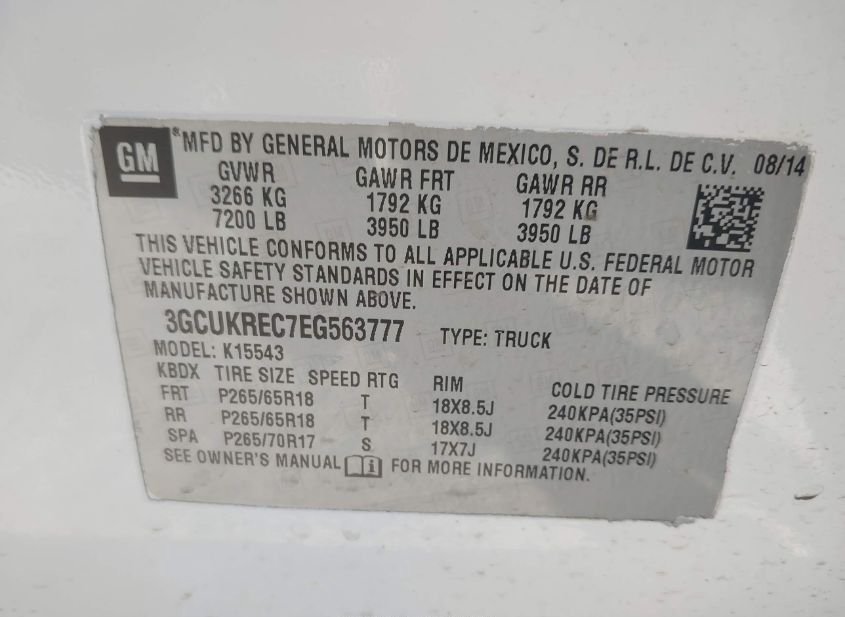 GM ® MFD BY GENERAL MOTORS DE MEXICO, S. DE R.L. DE C.V. 08/14
GVWR GAWR FRT GAWR RR
3266 KG 1792 KG 1792 KG
7200 LB 3950 LB 3950 LB
THIS VEHICLE CONFORMS TO ALL APPLICABLE U.S. FEDERAL MOTOR
VEHICLE SAFETY STANDARDS IN EFFECT ON THE DATE OF
MANUFACTURE SHOWN ABOVE.
3GCUKREC7EG563777 TYPE: TRUCK
MODEL: K15543
KBDX TIRE SIZE SPEED RTG RIM COLD TIRE PRESSURE
FRT P265/65R18 T 18X8.5J 240KPA(35PSI)
RR P265/65R18 T 18X8.5J 240KPA(35PSI)
SPA P265/70R17 S 17X7J 240KPA(35PSI)
SEE OWNER'S MANUAL FOR MORE INFORMATION.